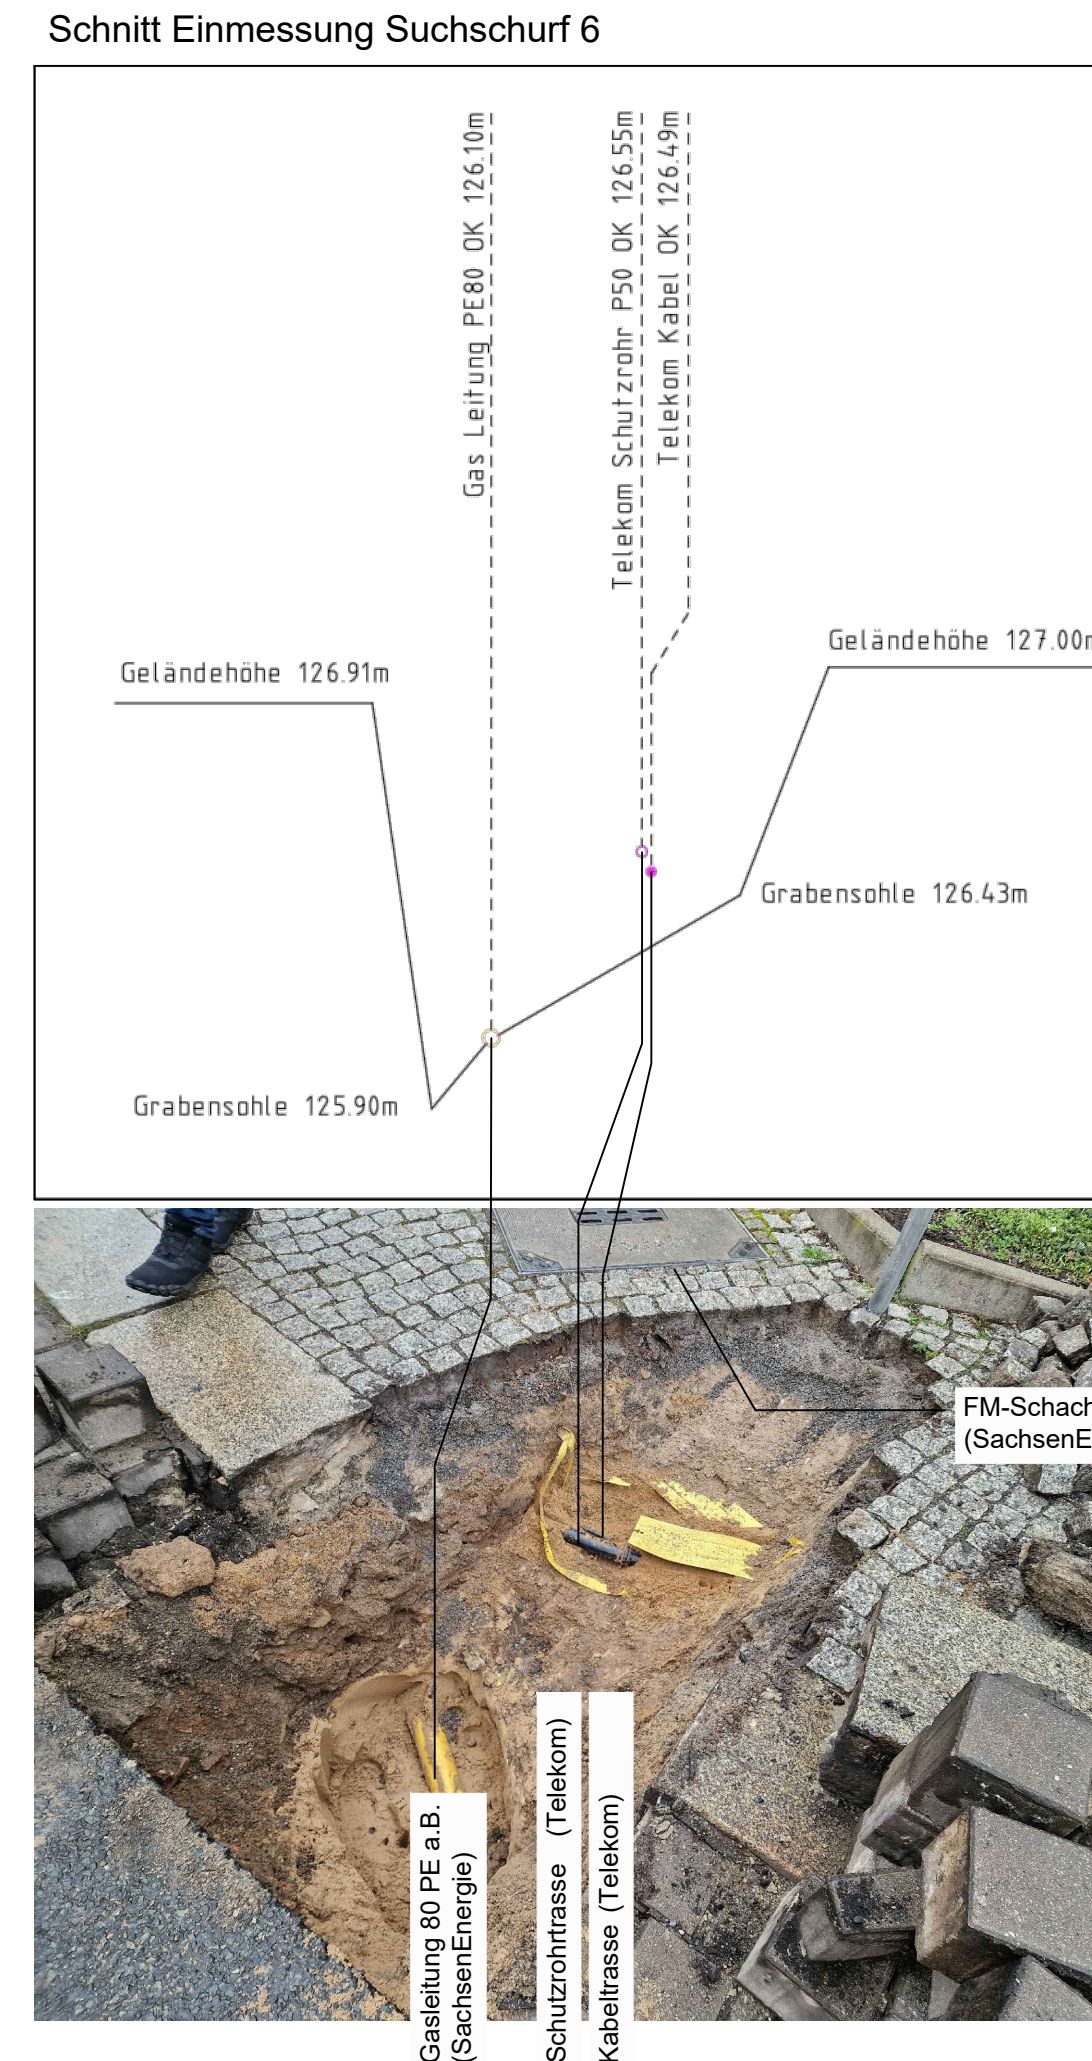 Schnitt Einmessung Suchschurf 6
Gas Leitung PE80 OK 126.10m
Telekom Schutzrohr P50 OK 126.55m
Telekom Kabel OK 126.49m
Geländehöhe 126.91m
Geländehöhe 127.00m
Grabensohle 126.43m
Grabensohle 125.90m
FM-Schach
(SachsenE
Gasleitung 80 PE a.B.
(SachsenEnergie)
Schutzrohrtrasse (Telekom)
Kabeltrasse (Telekom)